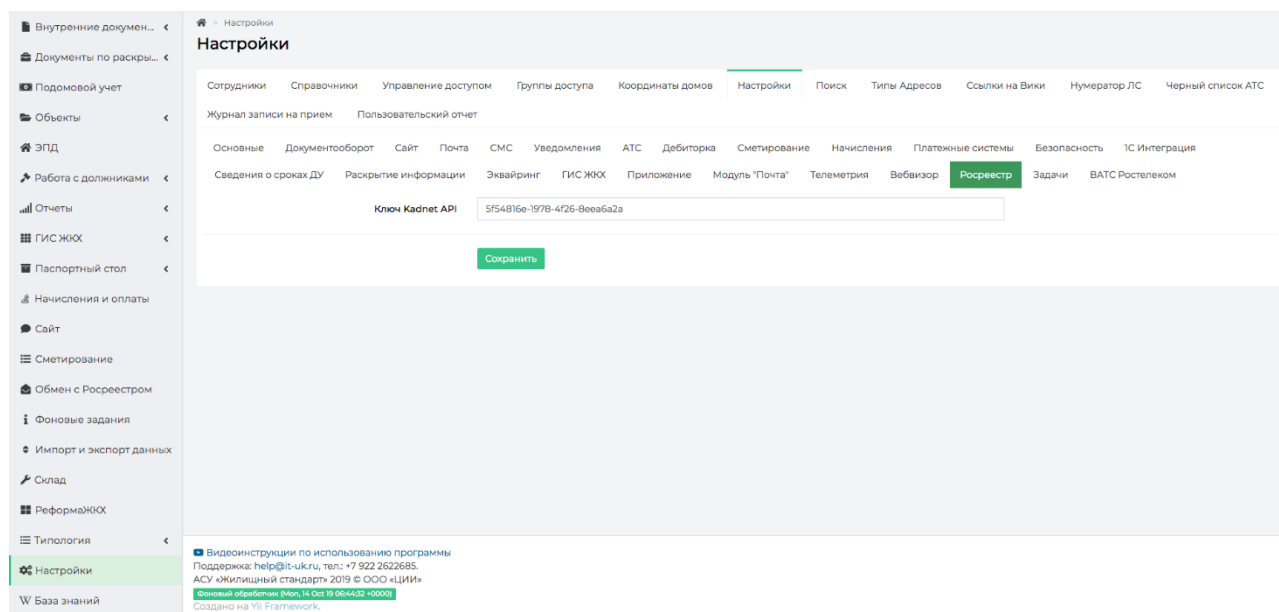 Внутренние докумен...
Документы по раскры...
Подомовой учет
Объекты
ЭПД
Работа с должниками
Отчеты
ГИС ЖКХ
Паспортный стол
Начисления и оплаты
Сайт
Сметирование
Обмен с Росреестром
Фоновые задания
Импорт и экспорт данных
Склад
РеформаЖКХ
Типология
Настройки
База знаний
> Настройки
Настройки
Сотрудники Справочники Управление доступом Группы доступа Координаты домов Настройки Поиск Типы Адресов Ссылки на Вики Нумератор ЛС Черный список АТС
Журнал записи на прием Пользовательский отчет
Основные Документооборот Сайт Почта СМС Уведомления АТС Дебиторка Сметирование Начисления Платежные системы Безопасность 1С Интеграция
Сведения о сроках ДУ Раскрытие информации Эквайринг ГИС ЖКХ Приложение Модуль "Почта" Телеметрия Вебвизор Росреестр Задачи ВАТС Ростелеком
Ключ Kadnet API 5f54816e-1978-4f26-8eea6a2a
Сохранить
Видеоинструкции по использованию программы
Поддержка: help@it-uk.ru, тел.: +7 922 2622685.
АСУ «Жилищный стандарт» 2019 © ООО «ЦИИ»
Фоновый обработчик (Mon, 14 Oct 19 06:44:32 +0000)
Создано на Yii Framework.